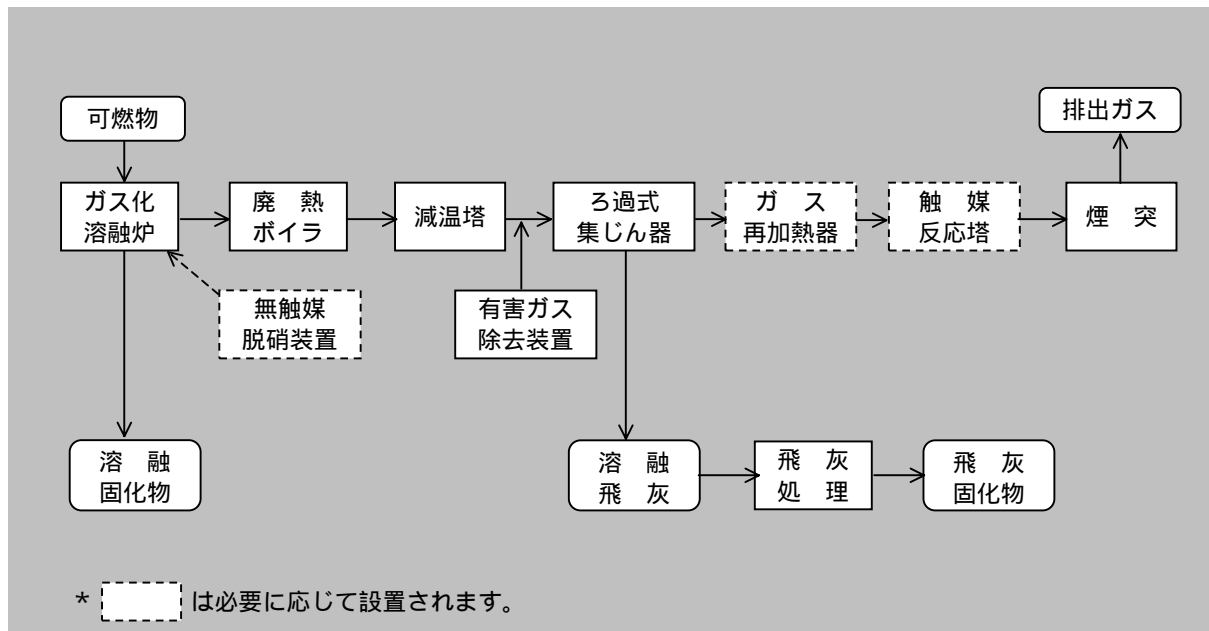 可燃物
排出ガス
ガス化
溶融炉
廃　熱
ボイラ
減温塔
ろ過式
集じん器
ガ　ス
再加熱器
触　媒
反応塔
煙　突
無触媒
脱硝装置
有害ガス
除去装置
溶　融
固化物
溶　融
飛　灰
飛　灰
処　理
飛　灰
固化物
* は必要に応じて設置されます。